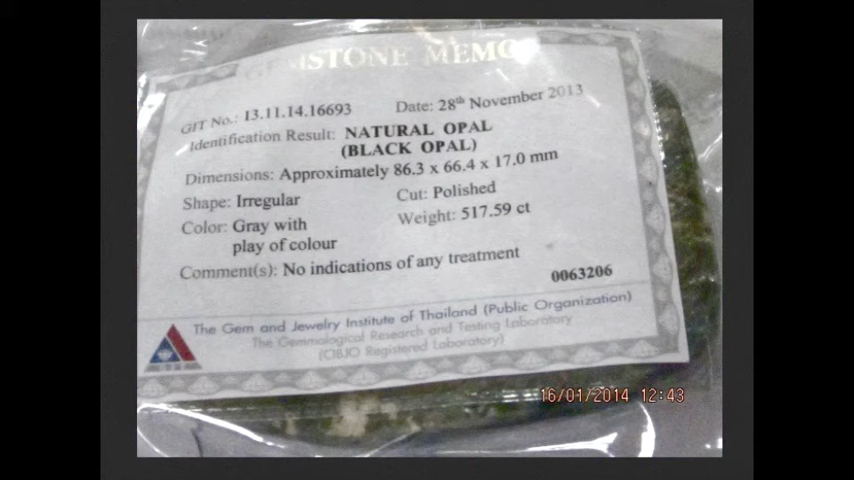 GEMSTONE MEMO
GIT No.: 13.11.14.16693 Date: 28th November 2013
Identification Result: NATURAL OPAL
(BLACK OPAL)
Dimensions: Approximately 86.3 x 66.4 x 17.0 mm
Shape: Irregular Cut: Polished
Color: Gray with Weight: 517.59 ct
play of colour
Comment(s): No indications of any treatment
0063206
The Gem and Jewelry Institute of Thailand (Public Organization)
The Gemmological Research and Testing Laboratory
(CIBJO Registered Laboratory)
16/01/2014 12:43